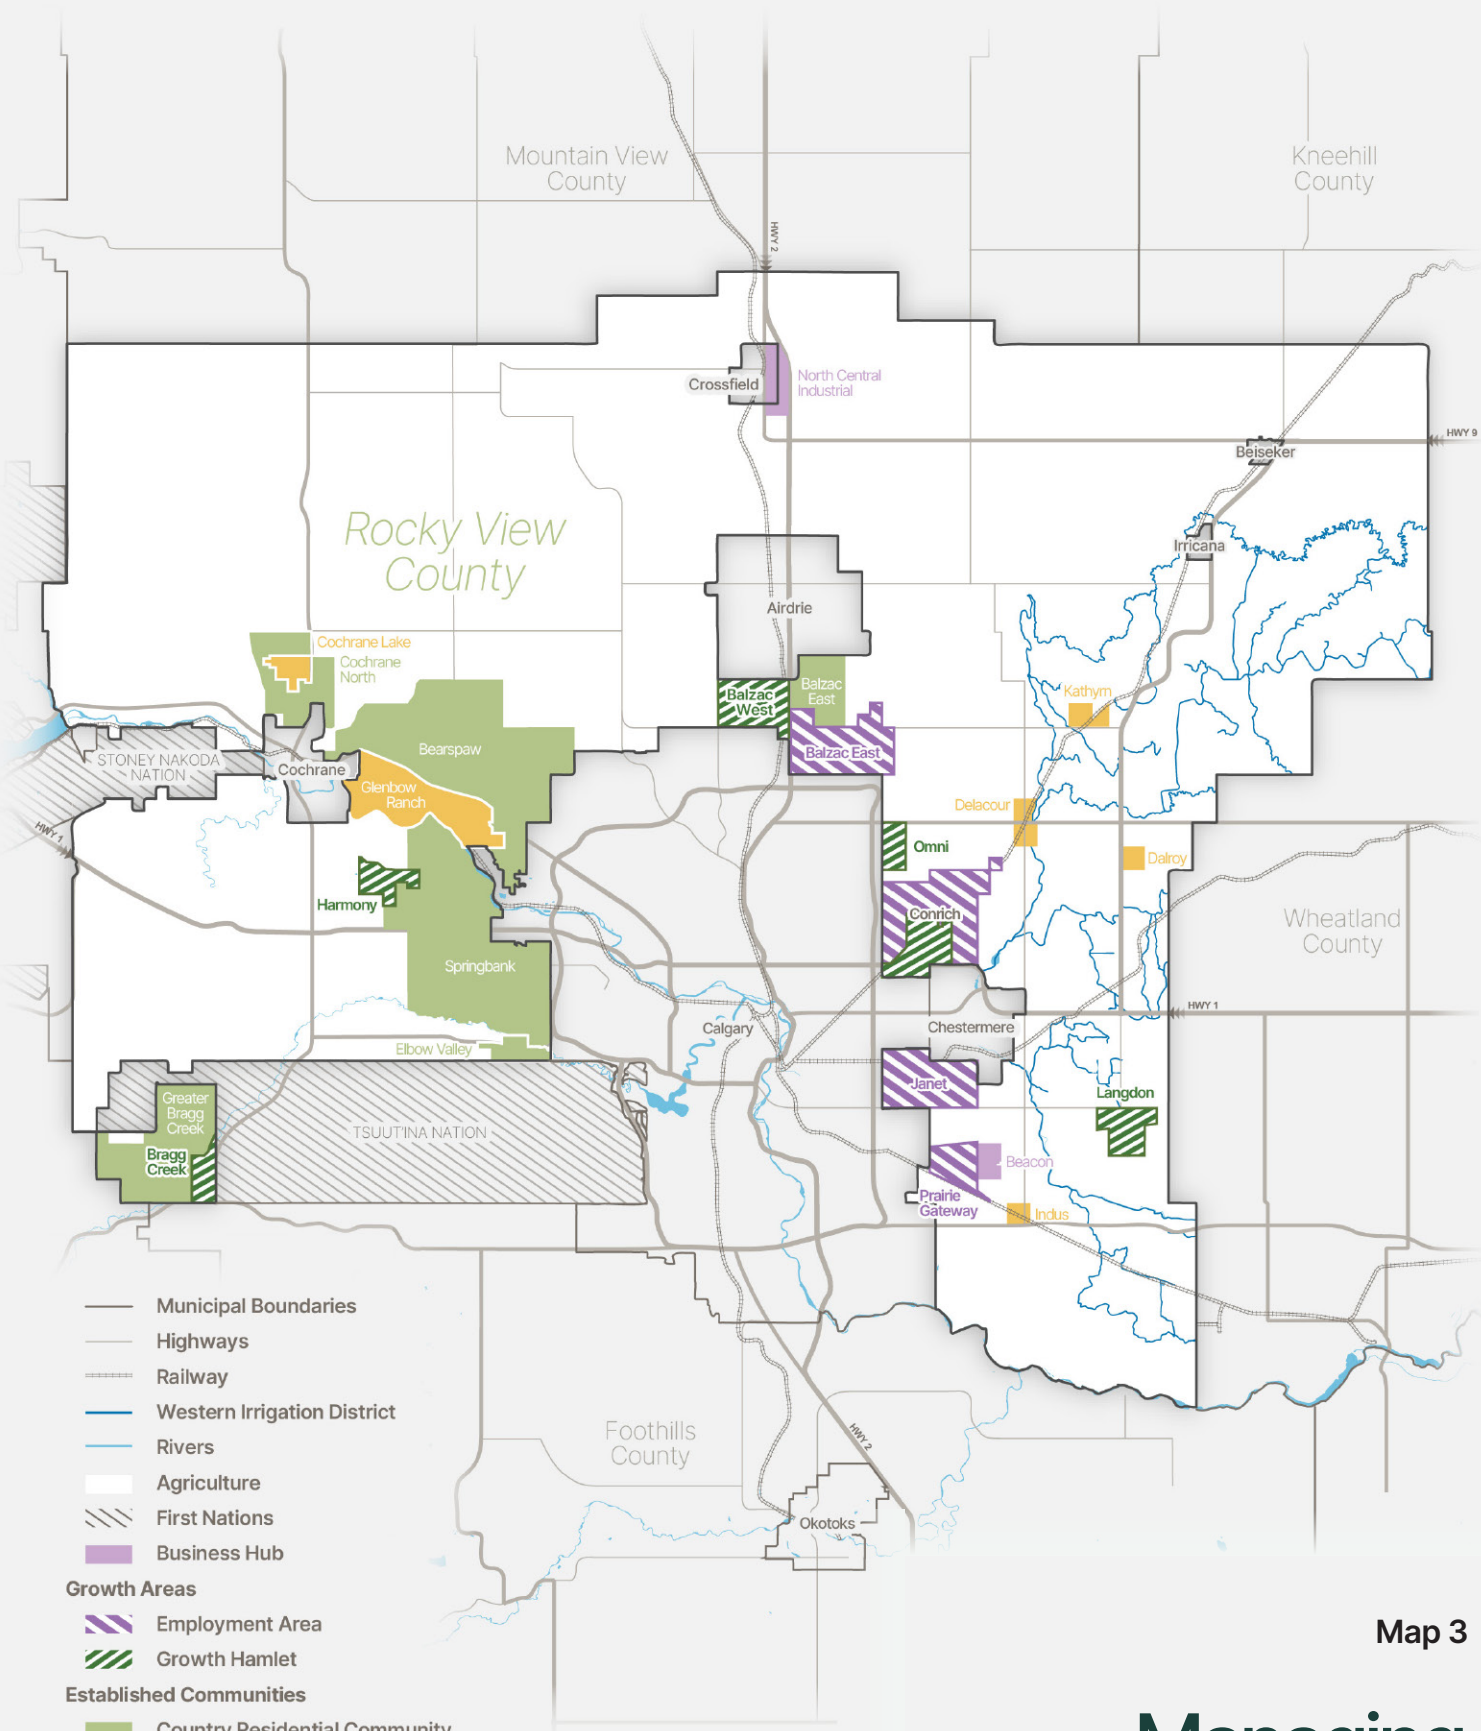 Mountain View
County
Kneehill
County
HWY 2
Crossfield
North Central
Industrial
HWY 9
Beiseker
Rocky View
County
Irricana
Airdrie
Cochrane Lake
Cochrane
North
Balzac
West
Balzac
East
Kathyrn
Bearspaw
Balzac East
STONEY NAKODA
NATION
Cochrane
Glenbow
Ranch
Delacour
HWY 1
Omni
Dalroy
Harmony
Conrich
Wheatland
County
Springbank
HWY 1
Calgary
Chestermere
Elbow Valley
Janet
Langdon
Greater
Bragg
Creek
TSUUT'INA NATION
Bragg
Creek
Beacon
Prairie
Gateway
Indus
Municipal Boundaries
Highways
Railway
Western Irrigation District
Rivers
Agriculture
First Nations
Business Hub
Growth Areas
Employment Area
Growth Hamlet
Established Communities
Country Residential Community
Foothills
County
HWY 2
Okotoks
Map 3
Managing